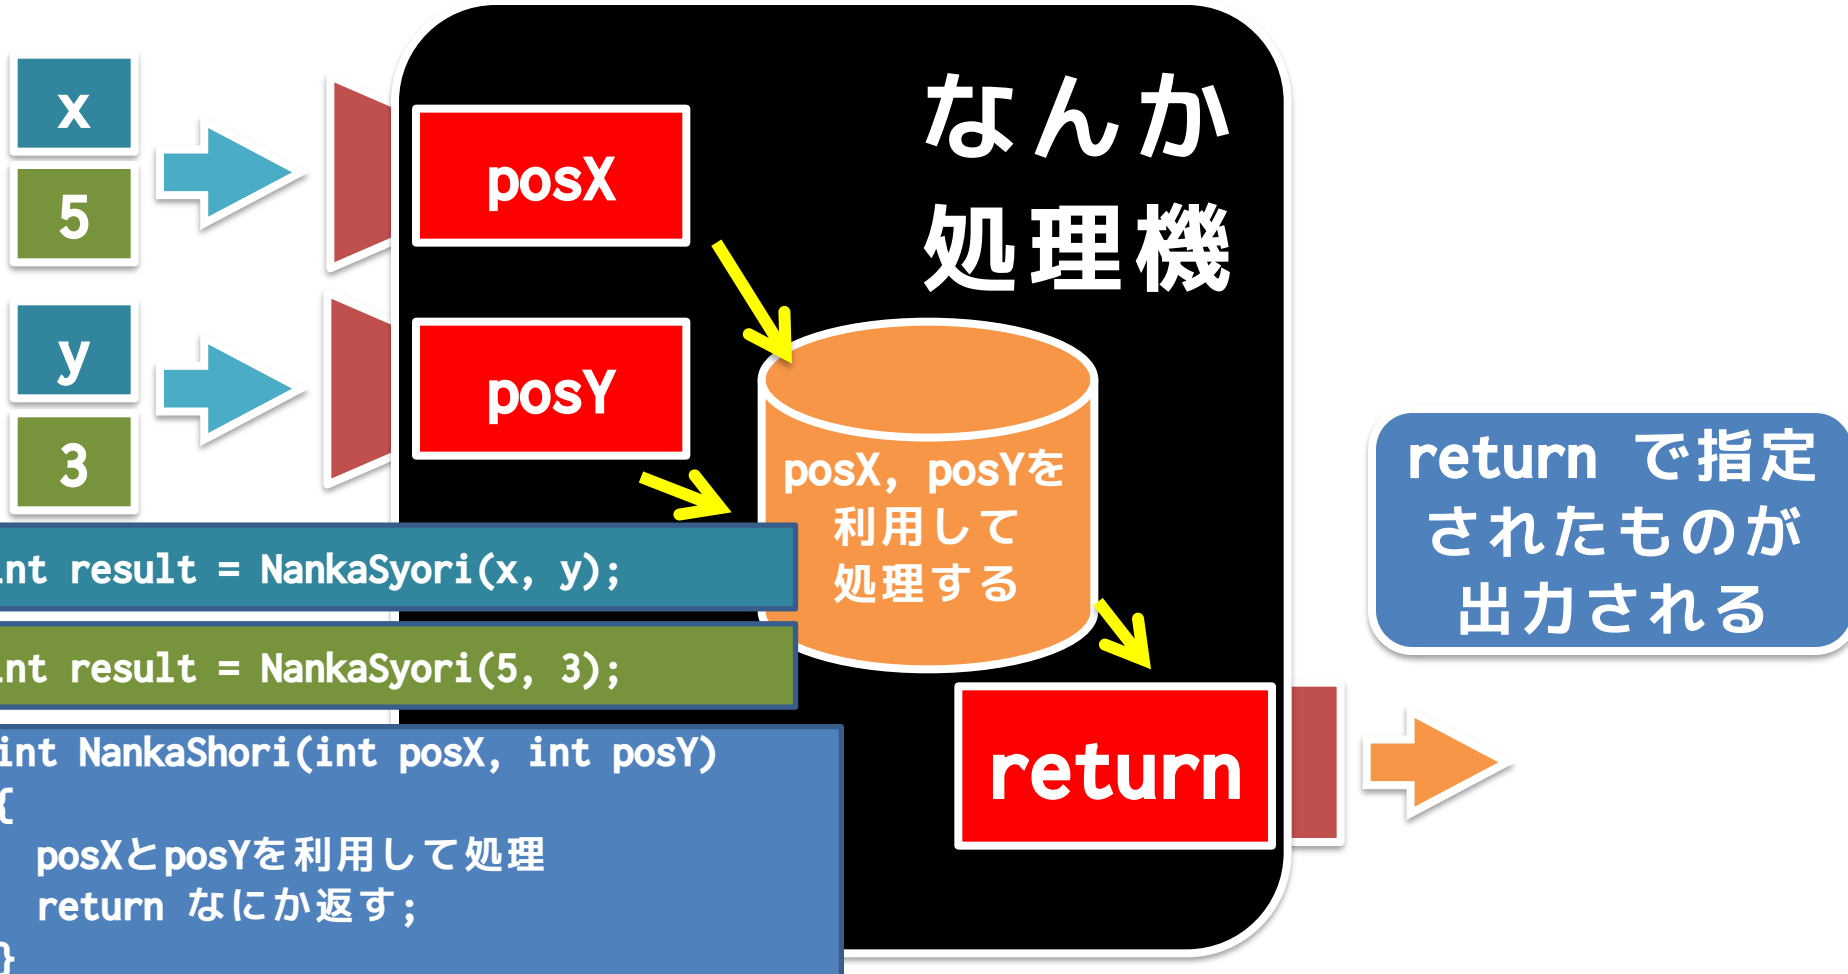 x
5
y
3
なんか
処理機
posX
posY
posX, posYを
利用して
処理する
return で指定
されたものが
出力される
int result = NankaSyori(x, y);
int result = NankaSyori(5, 3);
int NankaShori(int posX, int posY)
{
posXとposYを利用して処理
return なにか返す;
}
return